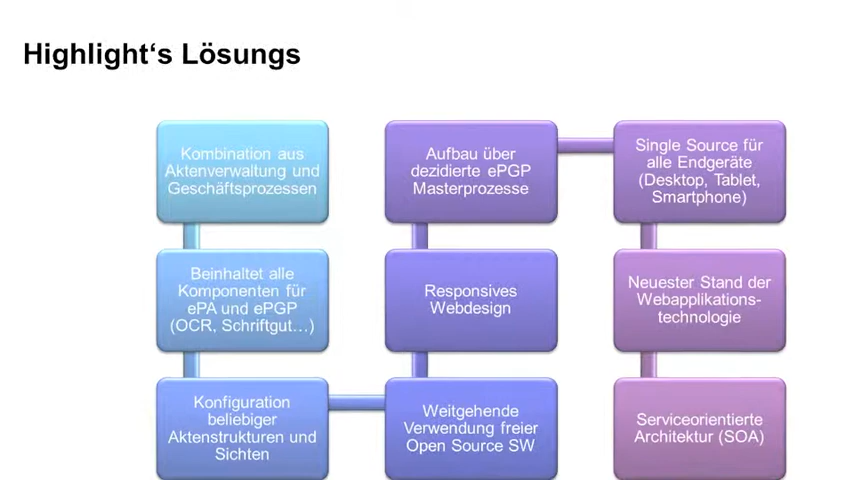 Highlight‘s Lösungs
Kombination aus
Aktenverwaltung und
Geschäftsprozessen
Beinhaltet alle
Komponenten für
ePA und ePGP
(OCR, Schriftgut…)
Konfiguration
beliebiger
Aktenstrukturen und
Sichten
Weitgehende
Verwendung freier
Open Source SW
Responsives
Webdesign
Aufbau über
dezidierte ePGP
Masterprozesse
Single Source für
alle Endgeräte
(Desktop, Tablet,
Smartphone)
Neuester Stand der
Webapplikations-
technologie
Serviceorientierte
Architektur (SOA)